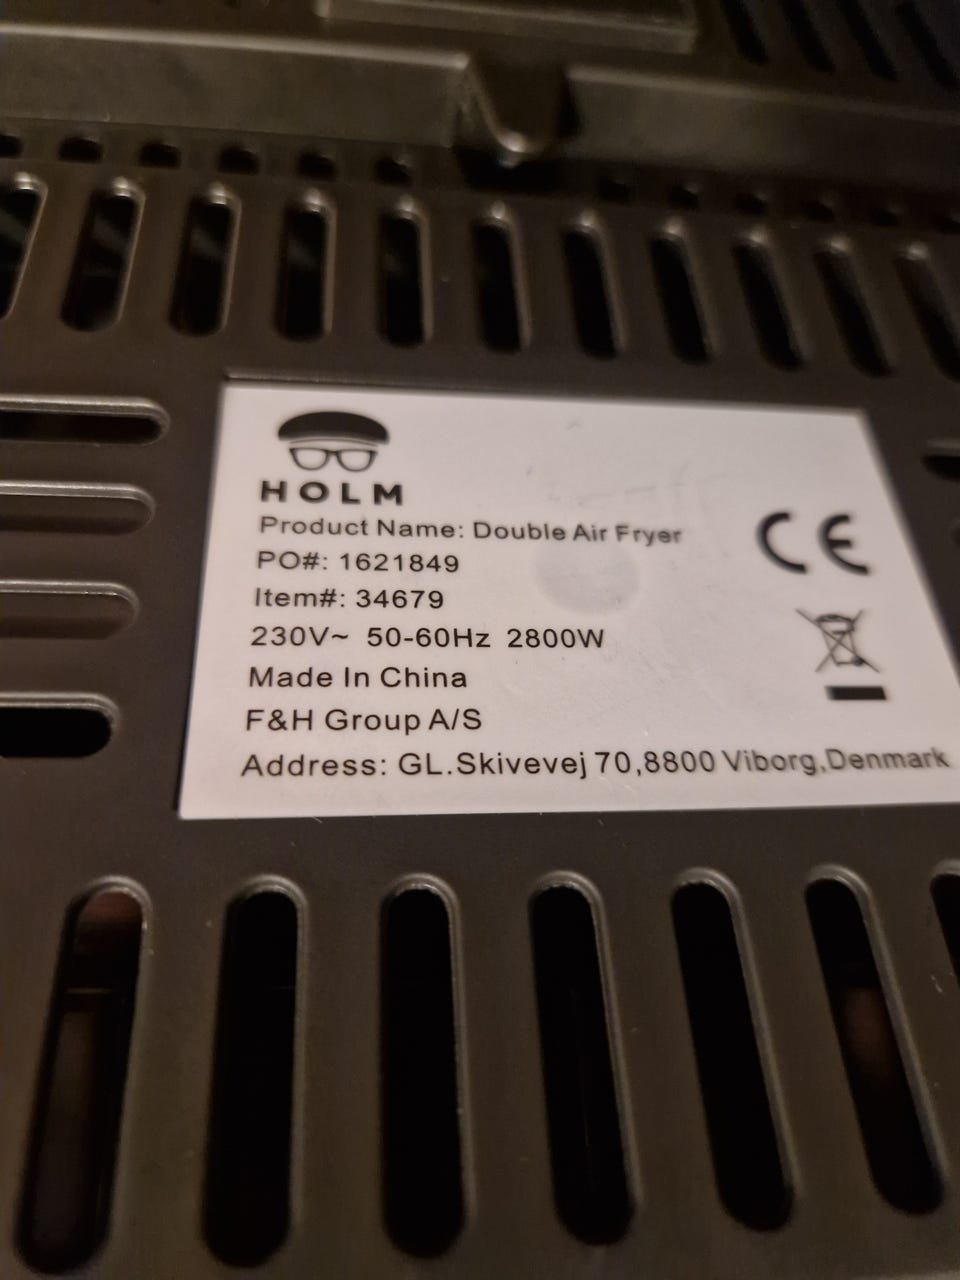 HOLM
Product Name: Double Air Fryer
PO#: 1621849
Item#: 34679
230V~ 50-60Hz 2800W
Made In China
F&H Group A/S
Address: GL.Skivevej 70,8800 Viborg,Denmark
CE